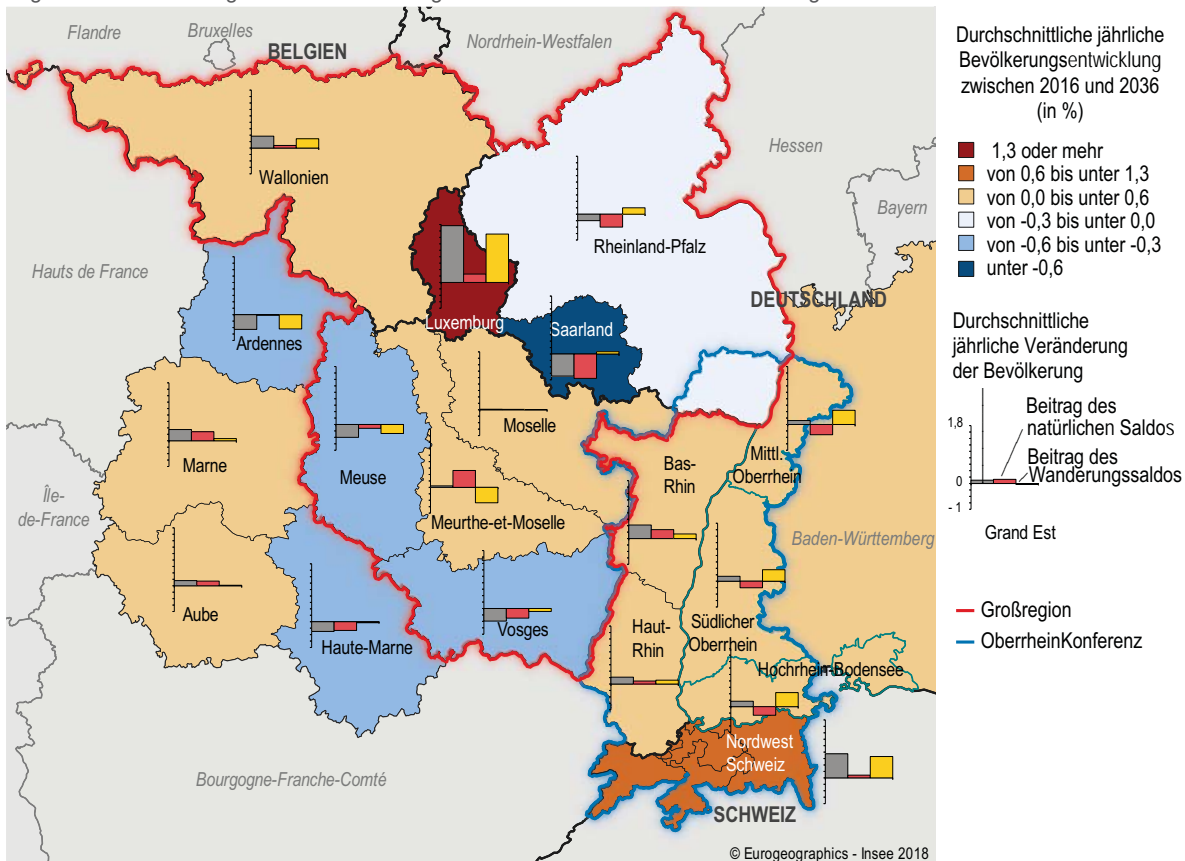 Flandre
Bruxelles
BELGIEN
Nordrhein-Westfalen
Hessen
Bayern
Wallonien
Rheinland-Pfalz
Hauts de France
DEUTSCHLAND
Luxemburg
Saarland
Ardennes
Moselle
Marne
Meuse
Bas-
Rhin
Mittl.
Oberrhein
Île-
de-France
Meurthe-et-Moselle
Baden-Württemberg
Aube
Haute-Marne
Vosges
Haut-
Rhin
Südlicher
Oberrhein
Hochrhein-Bodensee
Nordwest
Schweiz
Bourgogne-Franche-Comté
SCHWEIZ
© Eurogeographics - Insee 2018
Durchschnittliche jährliche
Bevölkerungsentwicklung
zwischen 2016 und 2036
(in %)
1,3 oder mehr
von 0,6 bis unter 1,3
von 0,0 bis unter 0,6
von -0,3 bis unter 0,0
von -0,6 bis unter -0,3
unter -0,6
Durchschnittliche
jährliche Veränderung
der Bevölkerung
Beitrag des
natürlichen Saldos
Beitrag des
Wanderungssaldos
1,8
0
- 1
Grand Est
Großregion
OberrheinKonferenz